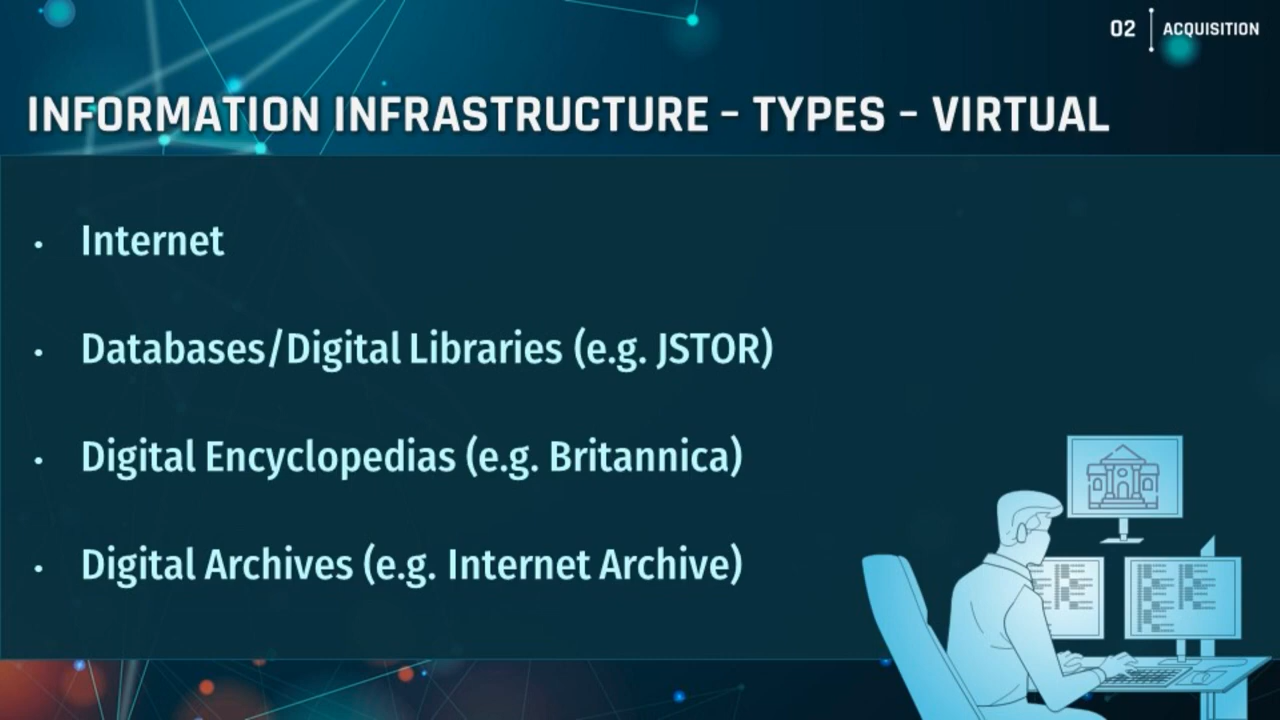 02 | ACQUISITION
INFORMATION INFRASTRUCTURE – TYPES – VIRTUAL
• Internet
• Databases/Digital Libraries (e.g. JSTOR)
• Digital Encyclopedias (e.g. Britannica)
• Digital Archives (e.g. Internet Archive)